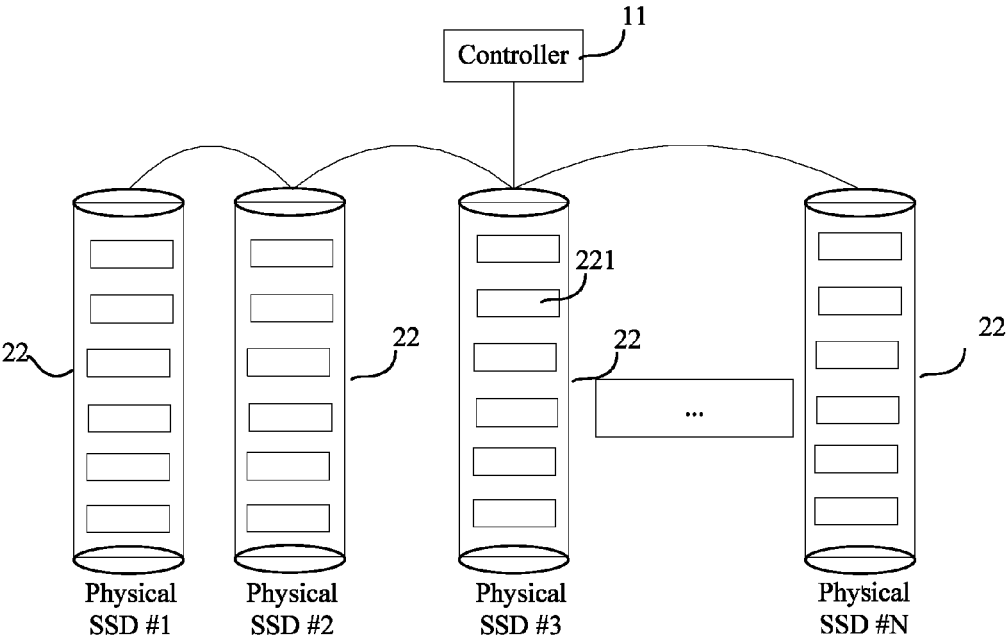 11
Controller
221
22
22
22
22
...
Physical
SSD #1
Physical
SSD #2
Physical
SSD #3
Physical
SSD #N